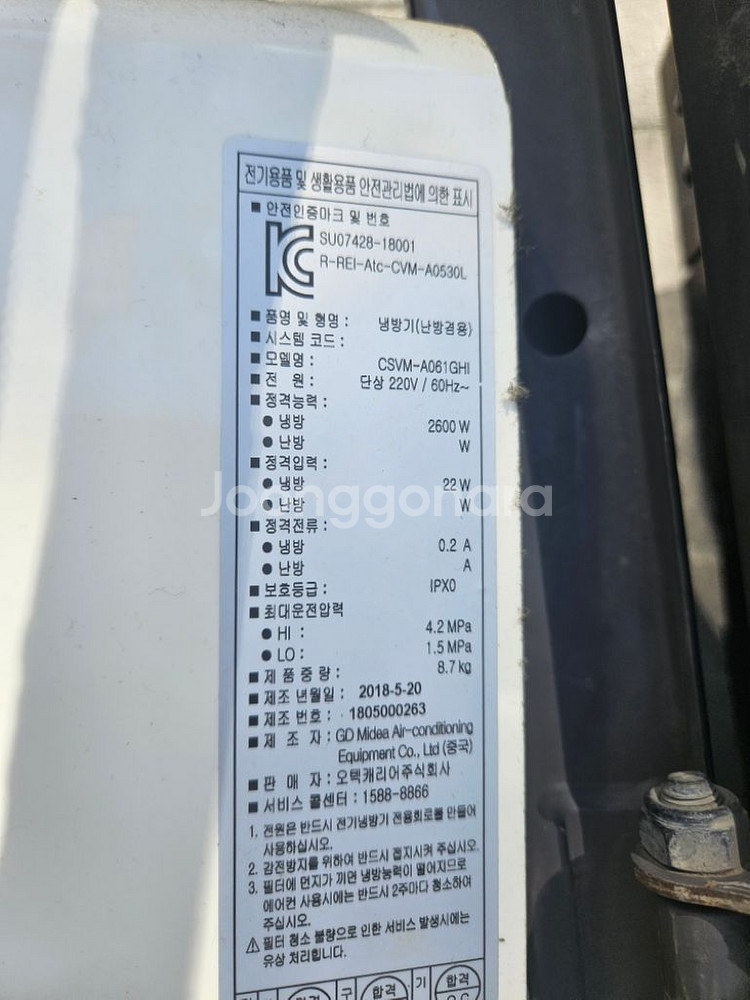 전기용품 및 생활용품 안전관리법에 의한 표시
■ 안전인증마크 및 번호
SU07428-18001
R-REI-Atc-CVM-A0530L
■ 품명 및 형명 : 냉방기(난방겸용)
■ 시스템 코드 :
■ 모델명 : CSVM-A061GHI
■ 전 원 : 단상 220V / 60Hz~
■ 정격능력 :
● 냉방 2600 W
● 난방 W
■ 정격입력 :
● 냉방 22 W
● 난방 W
Joonggonara
■ 정격전류 :
● 냉방 0.2 A
● 난방 A
■ 보호등급 : IPX0
■ 최대운전압력
● HI : 4.2 MPa
● LO : 1.5 MPa
■ 제 품 중 량 : 8.7 kg
■ 제조 년월일 : 2018-5-20
■ 제조 번호 : 1805000263
■ 제 조 자 : GD Midea Air-conditioning
Equipment Co., Ltd (중국)
■ 판 매 자 : 오텍캐리어주식회사
■ 서비스 콜센터 : 1588-8866
1. 전원은 반드시 전기냉방기 전용회로를 만들어
사용하십시오.
2. 감전방지를 위하여 반드시 접지시켜 주십시오.
3. 필터에 먼지가 끼면 냉방능력이 떨어지므로
에어컨 사용시에는 반드시 2주마다 청소하여
주십시오.
⚠ 필터 청소 불량으로 인한 서비스 발생시에는
유상 처리됩니다.
구 합격 기 합격